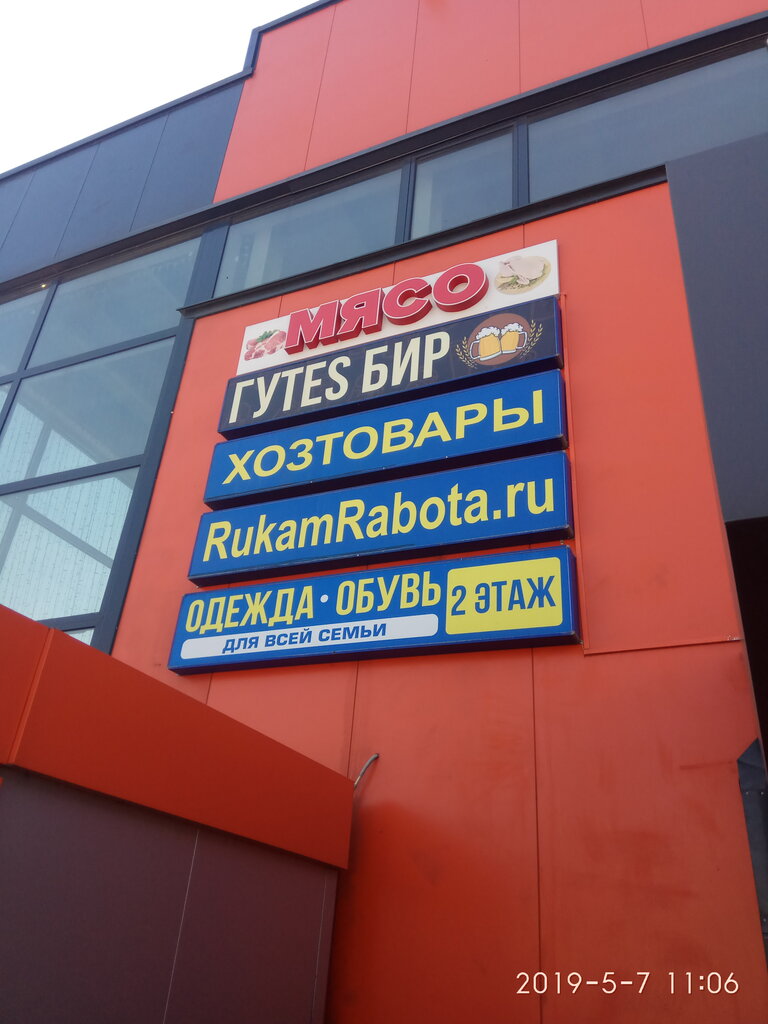 МЯСО
ГУТЕS БИР
ХОЗТОВАРЫ
RukamRabota.ru
ОДЕЖДА · ОБУВЬ 2 ЭТАЖ
ДЛЯ ВСЕЙ СЕМЬИ
2019-5-7 11:06